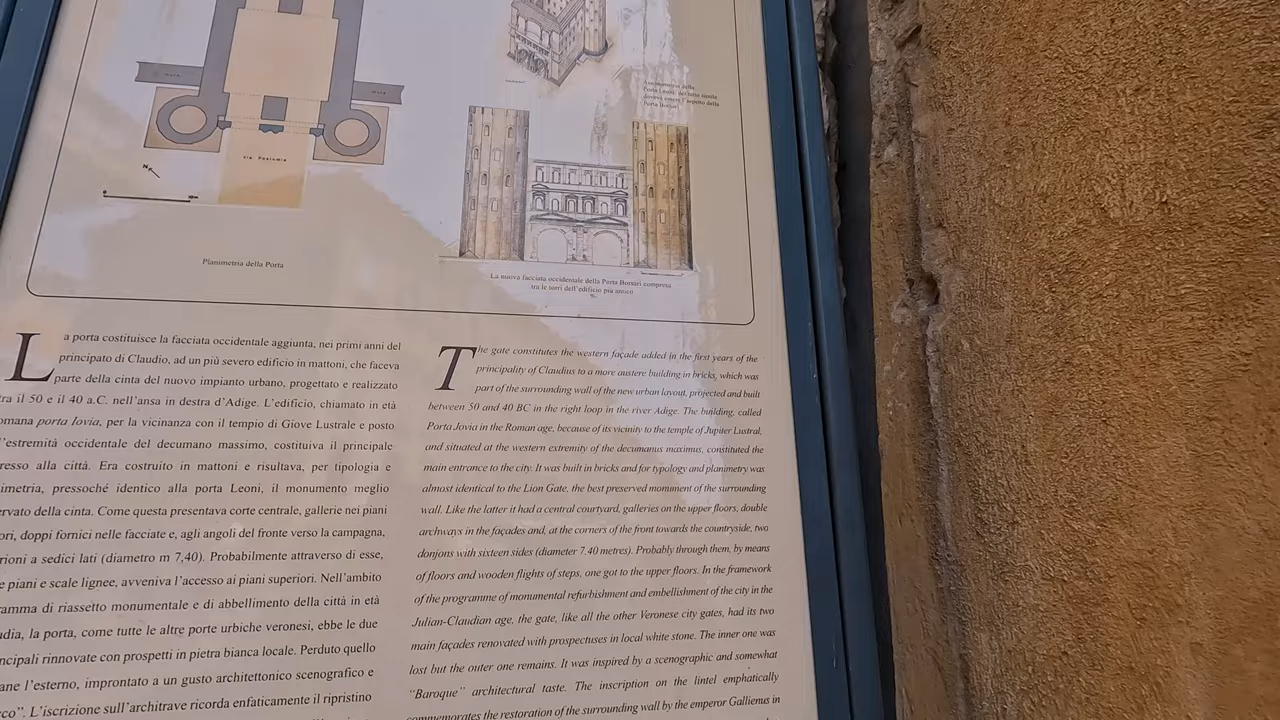 mura
mura
via Postumia
N
Planimetria della Porta
Porta Borsari
La nuova facciata occidentale della Porta Borsari compresa
tra le torri dell'edificio più antico
La porta costituisce la facciata occidentale aggiunta, nei primi anni del
principato di Claudio, ad un più severo edificio in mattoni, che faceva
parte della cinta del nuovo impianto urbano, progettato e realizzato
tra il 50 e il 40 a.C. nell'ansa in destra d'Adige. L'edificio, chiamato in età
omana porta Iovia, per la vicinanza con il tempio di Giove Lustrale e posto
l'estremità occidentale del decumano massimo, costituiva il principale
resso alla città. Era costruito in mattoni e risultava, per tipologia e
nimetria, pressoché identico alla porta Leoni, il monumento meglio
ervato della cinta. Come questa presentava corte centrale, gallerie nei piani
ori, doppi fornici nelle facciate e, agli angoli del fronte verso la campagna,
rrioni a sedici lati (diametro m 7,40). Probabilmente attraverso di esse,
e piani e scale lignee, avveniva l'accesso ai piani superiori. Nell'ambito
ramma di riassetto monumentale e di abbellimento della città in età
udia, la porta, come tutte le altre porte urbiche veronesi, ebbe le due
ncipali rinnovate con prospetti in pietra bianca locale. Perduto quello
ane l'esterno, improntato a un gusto architettonico scenografico e
cco". L'iscrizione sull'architrave ricorda enfaticamente il ripristino
The gate constitutes the western façade added in the first years of the
principality of Claudius to a more austere building in bricks, which was
part of the surrounding wall of the new urban layout, projected and built
between 50 and 40 BC in the right loop in the river Adige. The building, called
Porta Jovia in the Roman age, because of its vicinity to the temple of Jupiter Lustral,
and situated at the western extremity of the decumanus maximus, constituted the
main entrance to the city. It was built in bricks and for typology and planimetry was
almost identical to the Lion Gate, the best preserved monument of the surrounding
wall. Like the latter it had a central courtyard, galleries on the upper floors, double
archways in the façades and, at the corners of the front towards the countryside, two
donjons with sixteen sides (diameter 7.40 metres). Probably through them, by means
of floors and wooden flights of steps, one got to the upper floors. In the framework
of the programme of monumental refurbishment and embellishment of the city in the
Julian-Claudian age, the gate, like all the other Veronese city gates, had its two
main façades renovated with prospectuses in local white stone. The inner one was
lost but the outer one remains. It was inspired by a scenographic and somewhat
"Baroque" architectural taste. The inscription on the lintel emphatically
commemorates the restoration of the surrounding wall by the emperor Gallienus in